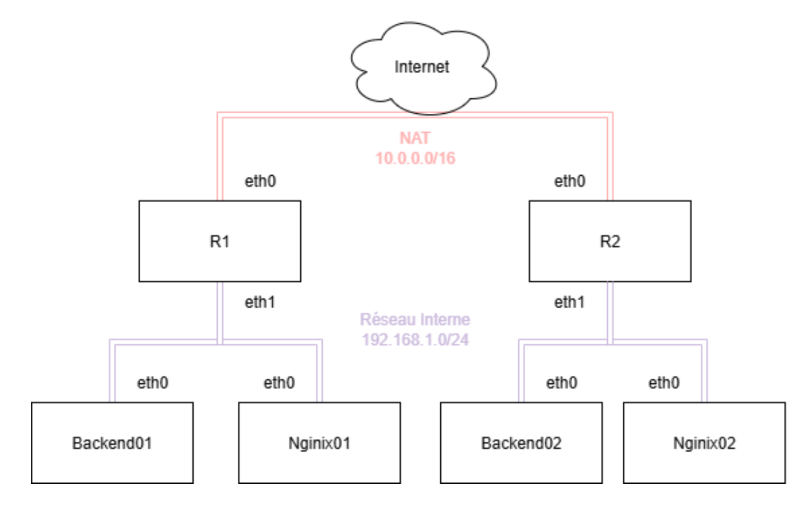 Internet
NAT
10.0.0.0/16
eth0
eth0
R1
R2
eth1
eth1
Réseau Interne
192.168.1.0/24
eth0
eth0
eth0
eth0
Backend01
Nginix01
Backend02
Nginix02